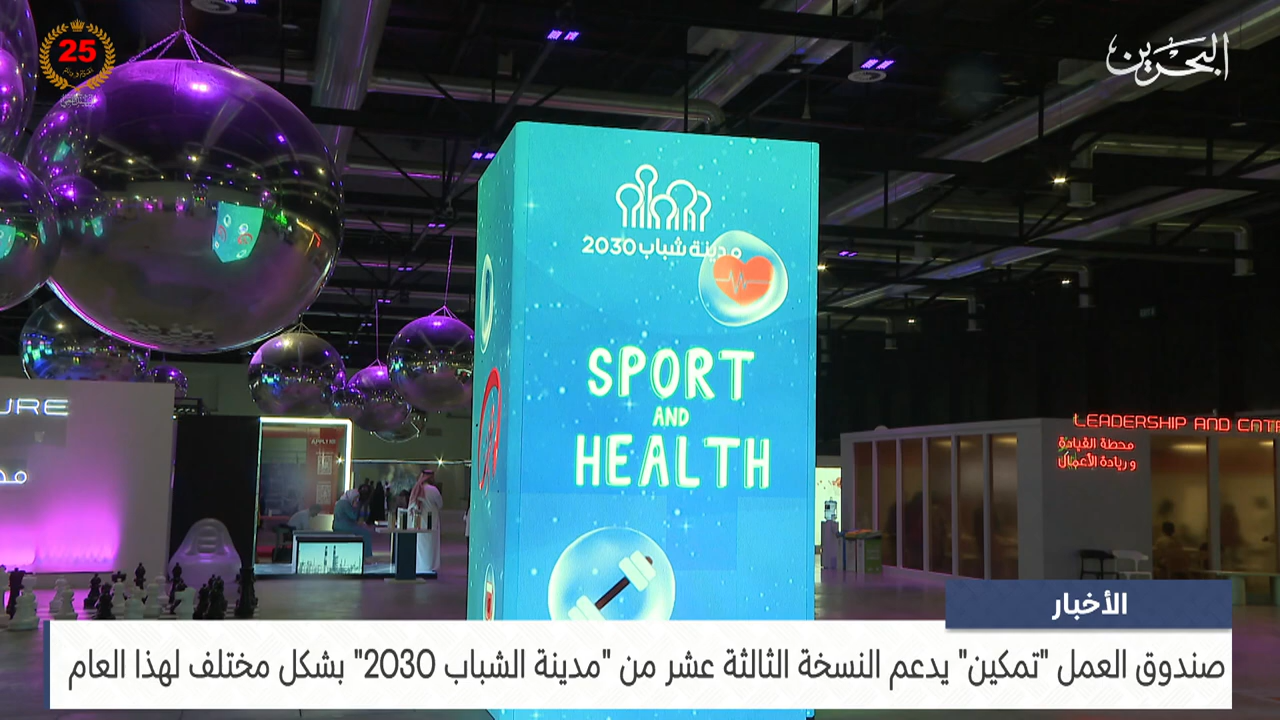 25
البحرين
مدينة شباب 2030
SPORT
AND
HEALTH
URE
LEADERSHIP AND
محطة القيادة
وريادة الأعمال
الأخبار
صندوق العمل "تمكين" يدعم النسخة الثالثة عشر من "مدينة الشباب 2030" بشكل مختلف لهذا العام